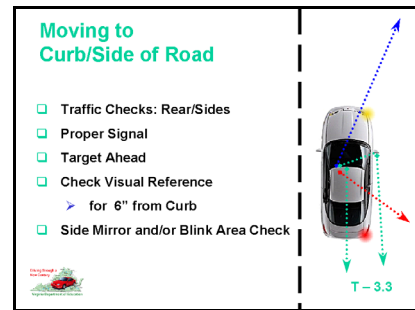 Moving to
Curb/Side of Road
Traffic Checks: Rear/Sides
Proper Signal
Target Ahead
Check Visual Reference
for 6” from Curb
Side Mirror and/or Blink Area Check
T – 3.3